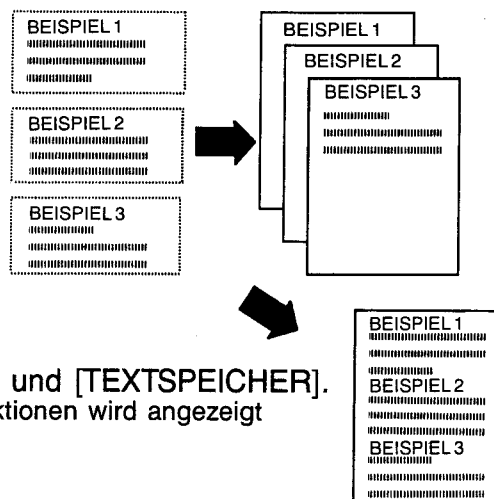 BEISPIEL 1
BEISPIEL 2
BEISPIEL 3
BEISPIEL 1
BEISPIEL 2
BEISPIEL 3
BEISPIEL 1
BEISPIEL 2
BEISPIEL 3
und [TEXTSPEICHER].
ktionen wird angezeigt